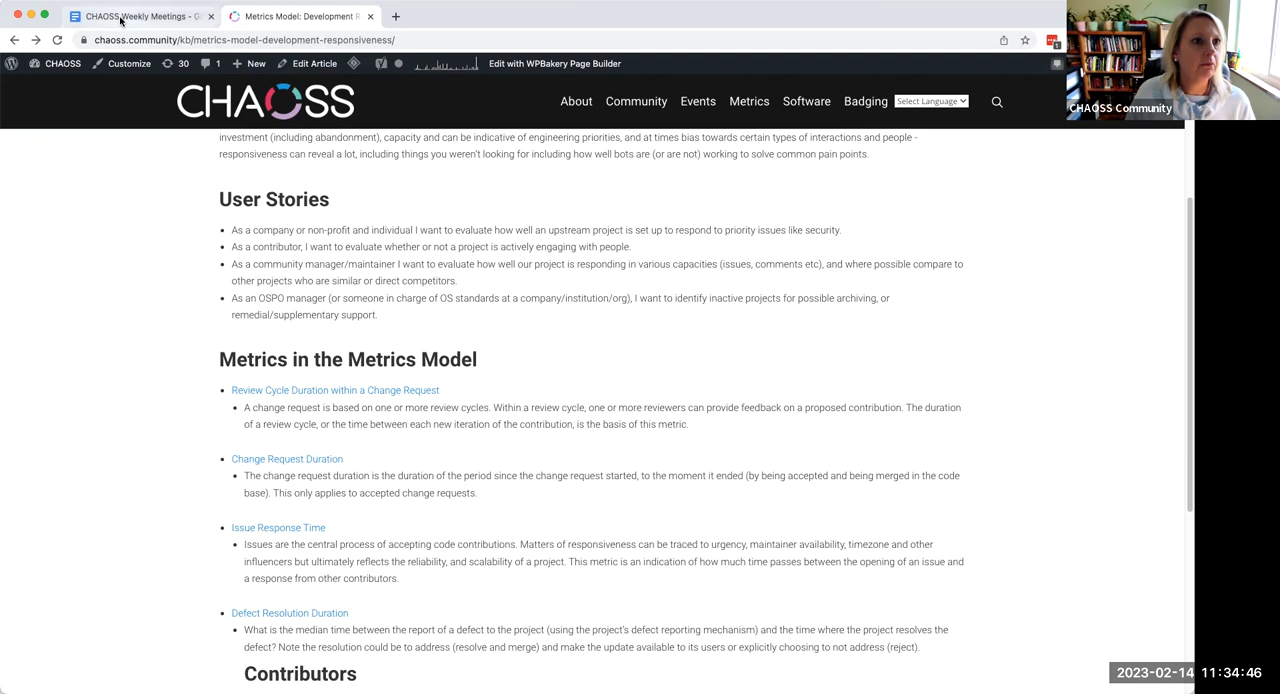 CHAOSS Weekly Meetings - G
Metrics Model: Development R
chaoss.community/kb/metrics-model-development-responsiveness/
CHAOSS Customize 30 1 New Edit Article Edit with WPBakery Page Builder
CHAOSS
About Community Events Metrics Software Badging Select Language
CHAOSS Community
investment (including abandonment), capacity and can be indicative of engineering priorities, and at times bias towards certain types of interactions and people -
responsiveness can reveal a lot, including things you weren't looking for including how well bots are (or are not) working to solve common pain points.
User Stories
• As a company or non-profit and individual I want to evaluate how well an upstream project is set up to respond to priority issues like security.
• As a contributor, I want to evaluate whether or not a project is actively engaging with people.
• As a community manager/maintainer I want to evaluate how well our project is responding in various capacities (issues, comments etc), and where possible compare to
other projects who are similar or direct competitors.
• As an OSPO manager (or someone in charge of OS standards at a company/institution/org), I want to identify inactive projects for possible archiving, or
remedial/supplementary support.
Metrics in the Metrics Model
• Review Cycle Duration within a Change Request
• A change request is based on one or more review cycles. Within a review cycle, one or more reviewers can provide feedback on a proposed contribution. The duration
of a review cycle, or the time between each new iteration of the contribution, is the basis of this metric.
• Change Request Duration
• The change request duration is the duration of the period since the change request started, to the moment it ended (by being accepted and being merged in the code
base). This only applies to accepted change requests.
• Issue Response Time
• Issues are the central process of accepting code contributions. Matters of responsiveness can be traced to urgency, maintainer availability, timezone and other
influencers but ultimately reflects the reliability, and scalability of a project. This metric is an indication of how much time passes between the opening of an issue and
a response from other contributors.
• Defect Resolution Duration
• What is the median time between the report of a defect to the project (using the project's defect reporting mechanism) and the time where the project resolves the
defect? Note the resolution could be to address (resolve and merge) and make the update available to its users or explicitly choosing to not address (reject).
Contributors
2023-02-14 11:34:46